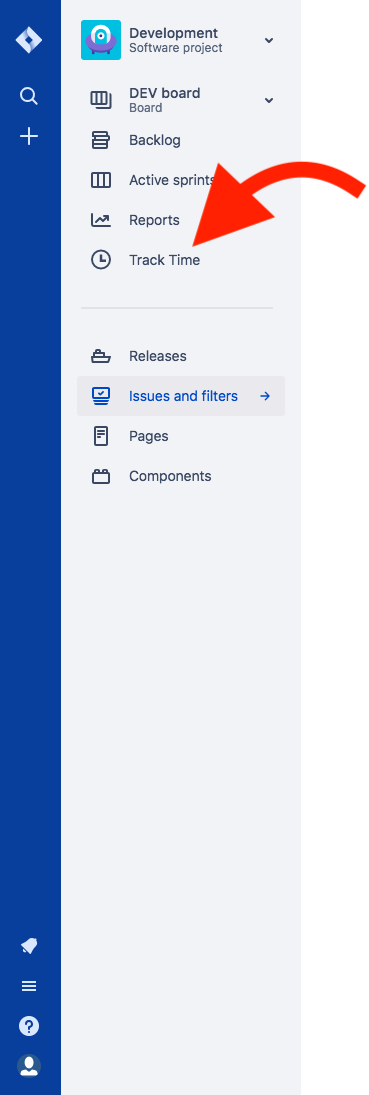 Development
Software project
DEV board
Board
Backlog
Active sprints
Reports
Track Time
Releases
Issues and filters
Pages
Components